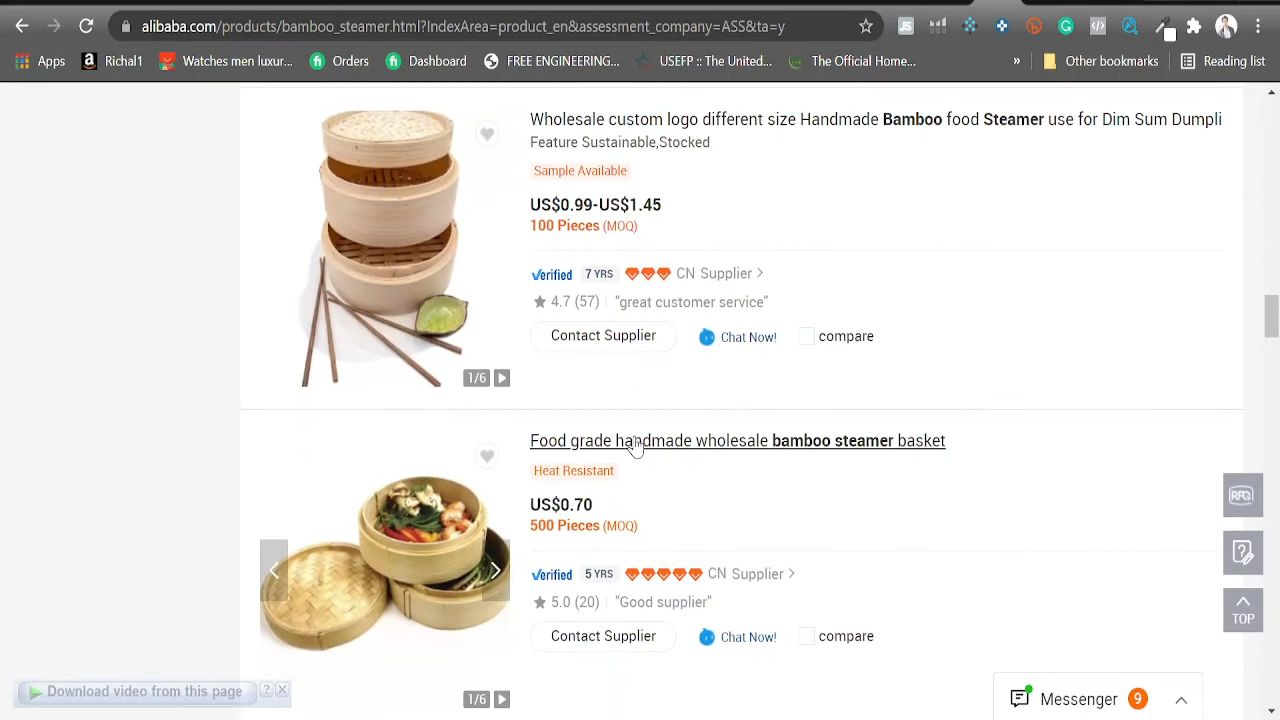 alibaba.com/products/bamboo_steamer.html?IndexArea=product_en&assessment_company=ASS&ta=y
Apps
Richal1
Watches men luxur...
Orders
Dashboard
FREE ENGINEERING...
USEFP :: The United...
The Official Home...
»
Other bookmarks
Reading list
Wholesale custom logo different size Handmade Bamboo food Steamer use for Dim Sum Dumpli
Feature Sustainable,Stocked
Sample Available
US$0.99-US$1.45
100 Pieces (MOQ)
Verified 7 YRS CN Supplier >
4.7 (57) "great customer service"
Contact Supplier Chat Now! compare
1/6
Food grade handmade wholesale bamboo steamer basket
Heat Resistant
US$0.70
500 Pieces (MOQ)
Verified 5 YRS CN Supplier >
5.0 (20) "Good supplier"
Contact Supplier Chat Now! compare
1/6
RFQ
TOP
Download video from this page ? X
Messenger 9